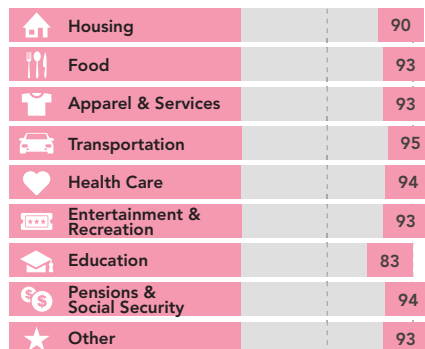 Housing 90
Food 93
Apparel & Services 93
Transportation 95
Health Care 94
Entertainment &
Recreation 93
Education 83
Pensions &
Social Security 94
$ $
Other 93